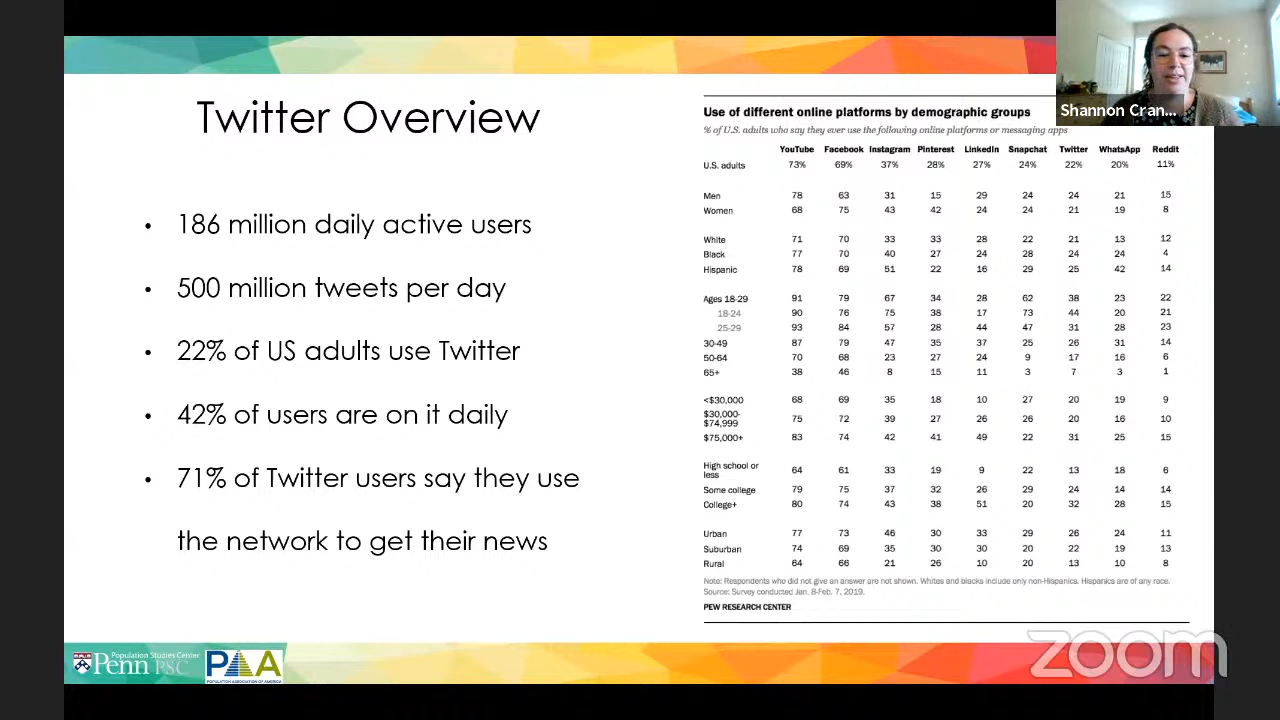 Twitter Overview
• 186 million daily active users
• 500 million tweets per day
• 22% of US adults use Twitter
• 42% of users are on it daily
• 71% of Twitter users say they use
the network to get their news
Use of different online platforms by demographic groups
% of U.S. adults who say they ever use the following online platforms or messaging apps
YouTube Facebook Instagram Pinterest LinkedIn Snapchat Twitter WhatsApp Reddit
U.S. adults 73% 69% 37% 28% 27% 24% 22% 20% 11%
Men 78 63 31 15 29 24 24 21 15
Women 68 75 43 42 24 24 21 19 8
White 71 70 33 33 28 22 21 13 12
Black 77 70 40 27 24 28 24 24 4
Hispanic 78 69 51 22 16 29 25 42 14
Ages 18-29 91 79 67 34 28 62 38 23 22
18-24 90 76 75 38 17 73 44 20 21
25-29 93 84 57 28 44 47 31 28 23
30-49 87 79 47 35 37 25 26 31 14
50-64 70 68 23 27 24 9 17 16 6
65+ 38 46 8 15 11 3 7 3 1
<$30,000 68 69 35 18 10 27 20 19 9
$30,000-
$74,999 75 72 39 27 26 26 20 16 10
$75,000+ 83 74 42 41 49 22 31 25 15
High school or
less 64 61 33 19 9 22 13 18 6
Some college 79 75 37 32 26 29 24 14 14
College+ 80 74 43 38 51 20 32 28 15
Urban 77 73 46 30 33 29 26 24 11
Suburban 74 69 35 30 30 20 22 19 13
Rural 64 66 21 26 10 20 13 10 8
Note: Respondents who did not give an answer are not shown. Whites and blacks include only non-Hispanics. Hispanics are of any race.
Source: Survey conducted Jan. 8-Feb. 7, 2019.
PEW RESEARCH CENTER
Shannon Cran...
Population Studies Center
Penn PSC
PAA
POPULATION ASSOCIATION OF AMERICA
zoom